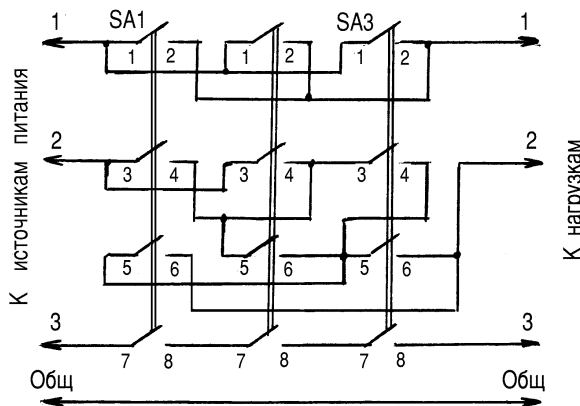 SA1 SA3
1 1
1 2 1 2 1 2
К источникам питания
2 2
3 4 3 4 3 4
К нагрузкам
5 6 5 6 5 6
3 3
7 8 7 8 7 8
Общ Общ